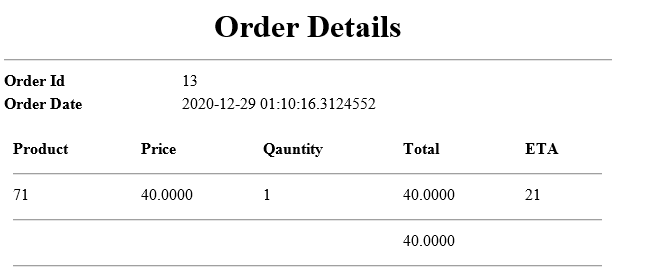 Order Details
Order Id 13
Order Date 2020-12-29 01:10:16.3124552
Product Price Qauntity Total ETA
71 40.0000 1 40.0000 21
40.0000